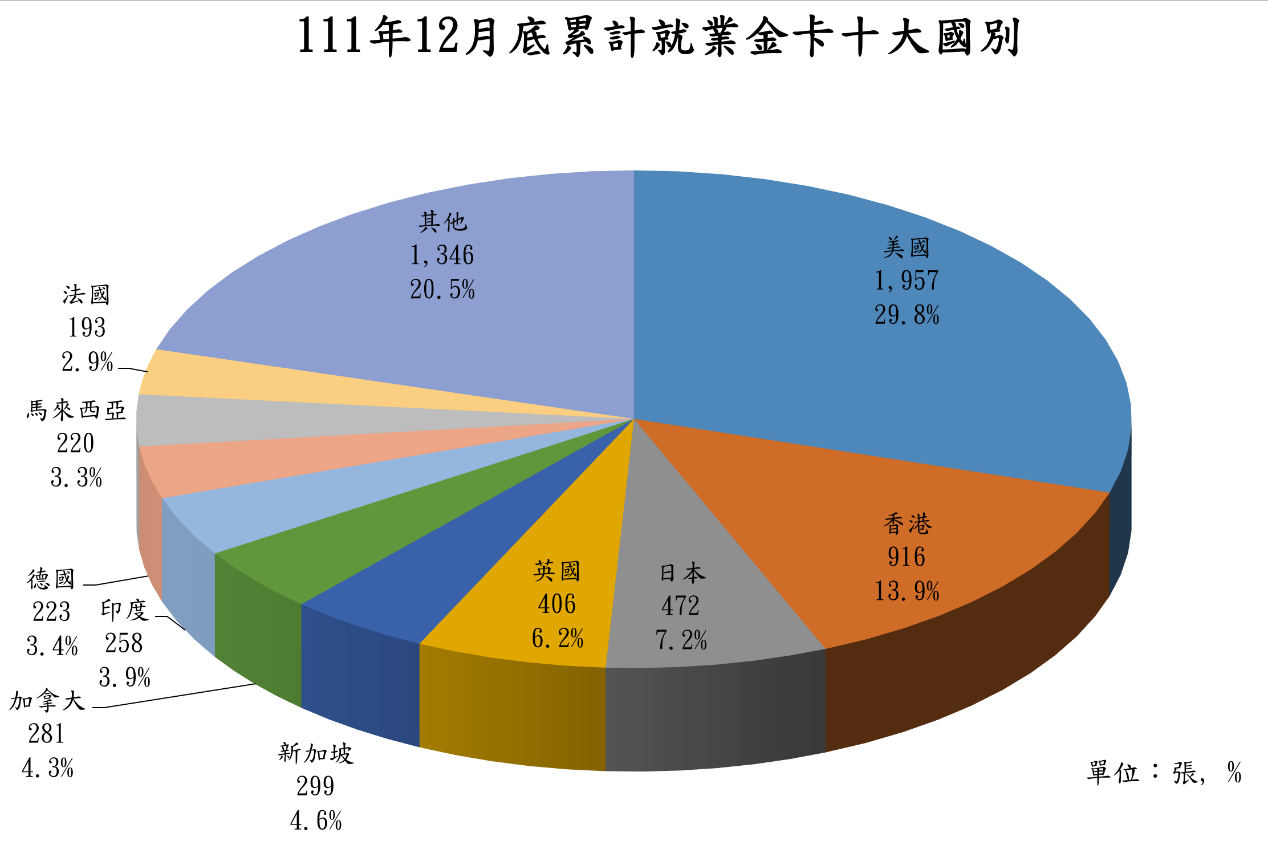 111年12月底累計就業金卡十大國別
其他
1,346
20.5%
美國
1,957
29.8%
法國
193
2.9%
馬來西亞
220
3.3%
香港
916
13.9%
英國
406
6.2%
日本
472
7.2%
德國
223
3.4%
印度
258
3.9%
加拿大
281
4.3%
新加坡
299
4.6%
單位：張, %